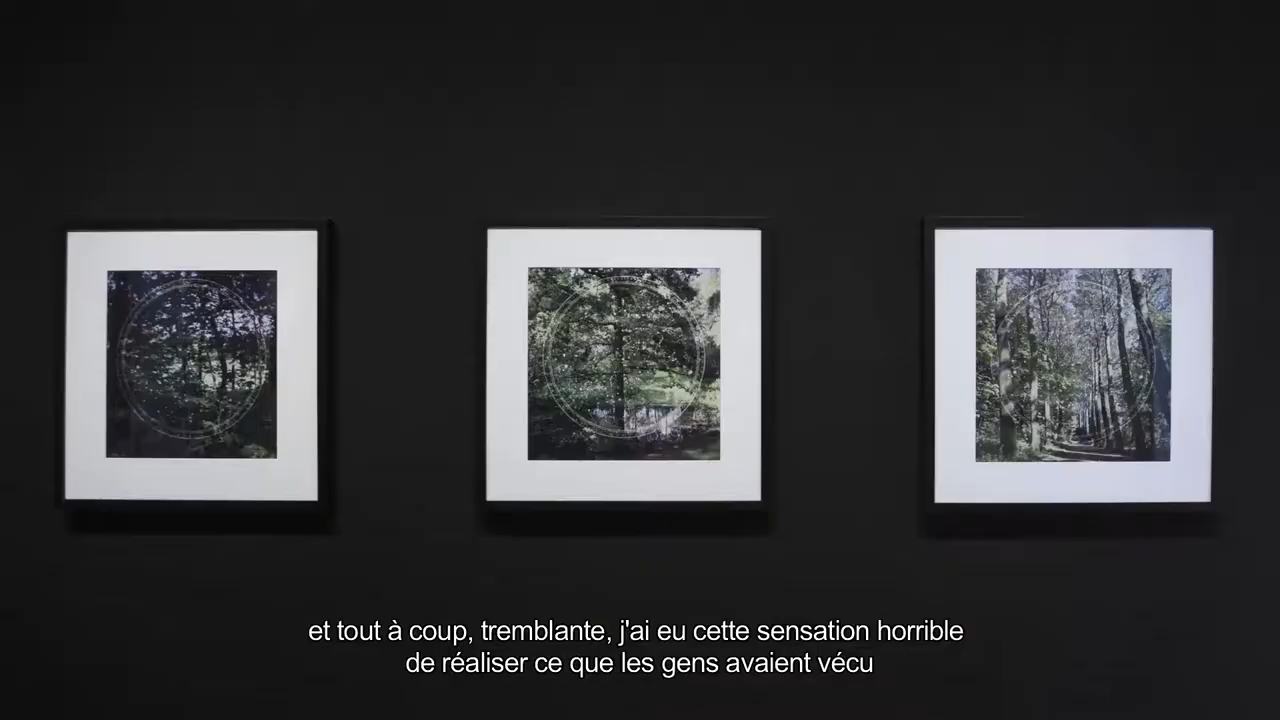 et tout à coup, tremblante, j'ai eu cette sensation horrible
de réaliser ce que les gens avaient vécu